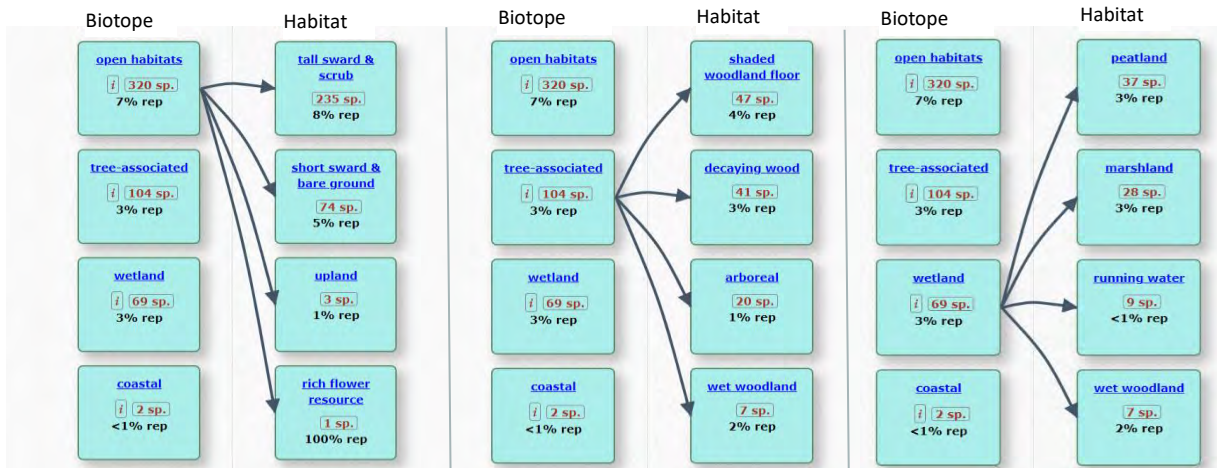 Biotope
Habitat
open habitats
i 320 sp.
7% rep
tree-associated
i 104 sp.
3% rep
wetland
i 69 sp.
3% rep
coastal
i 2 sp.
<1% rep
tall sward &
scrub
235 sp.
8% rep
short sward &
bare ground
74 sp.
5% rep
upland
3 sp.
1% rep
rich flower
resource
1 sp.
100% rep
Biotope
Habitat
open habitats
i 320 sp.
7% rep
tree-associated
i 104 sp.
3% rep
wetland
i 69 sp.
3% rep
coastal
i 2 sp.
<1% rep
shaded
woodland floor
47 sp.
4% rep
decaying wood
41 sp.
3% rep
arboreal
20 sp.
1% rep
wet woodland
7 sp.
2% rep
Biotope
Habitat
open habitats
i 320 sp.
7% rep
tree-associated
i 104 sp.
3% rep
wetland
i 69 sp.
3% rep
coastal
i 2 sp.
<1% rep
peatland
37 sp.
3% rep
marshland
28 sp.
3% rep
running water
9 sp.
<1% rep
wet woodland
7 sp.
2% rep